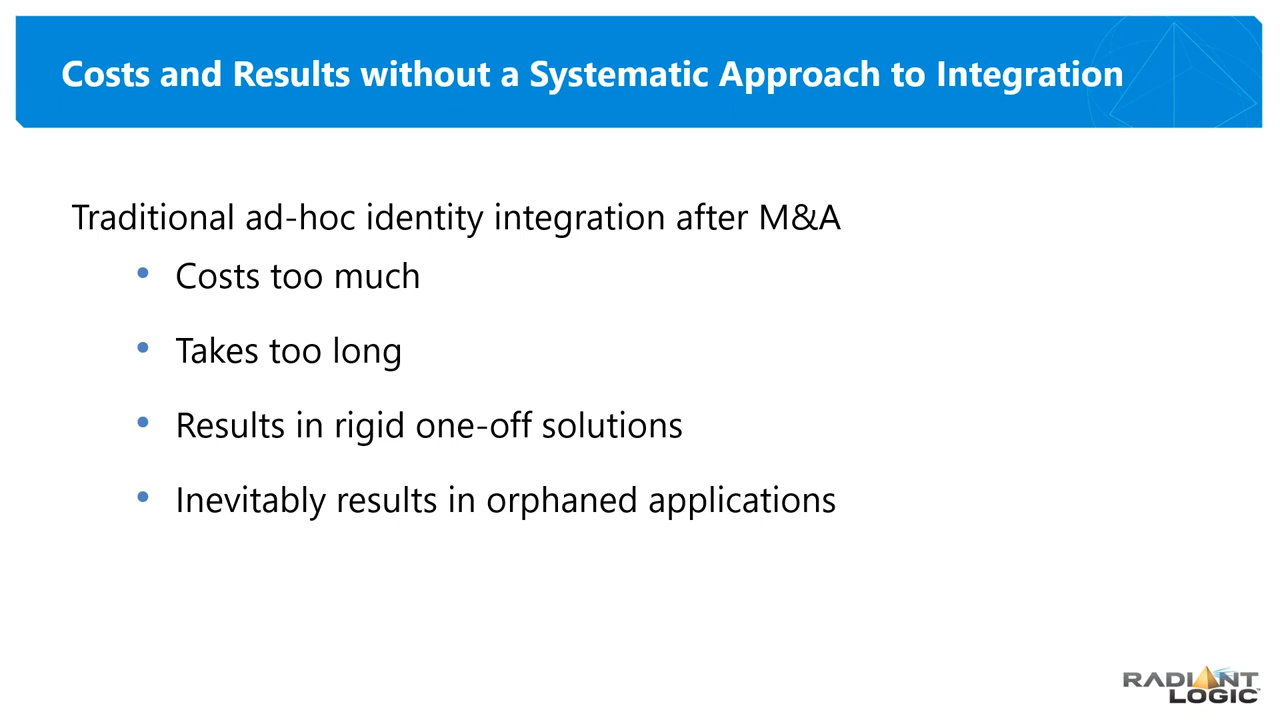 Costs and Results without a Systematic Approach to Integration
Traditional ad-hoc identity integration after M&A
• Costs too much
• Takes too long
• Results in rigid one-off solutions
• Inevitably results in orphaned applications
RADIANT
LOGIC